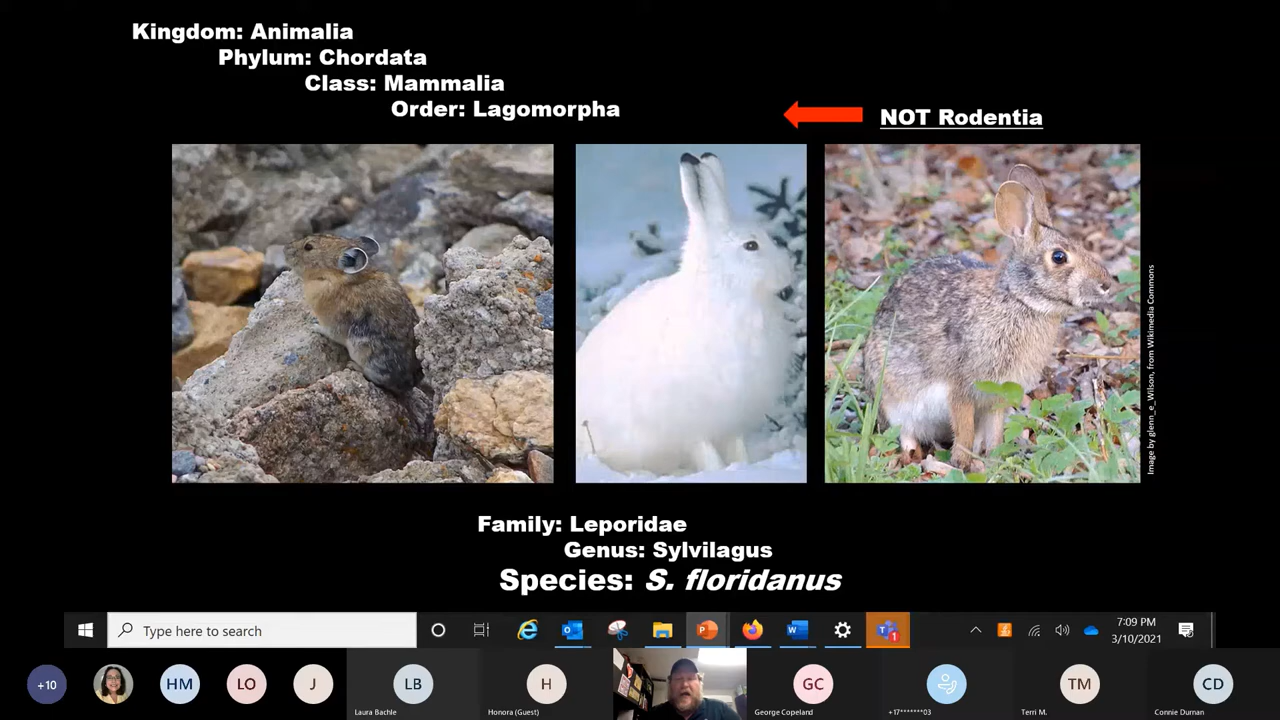 Kingdom: Animalia
Phylum: Chordata
Class: Mammalia
Order: Lagomorpha
NOT Rodentia
Image by glenn_e_Wilson, from Wikimedia Commons
Family: Leporidae
Genus: Sylvilagus
Species: S. floridanus
Type here to search
7:09 PM
3/10/2021
+10
HM
LO
J
LB
Laura Bachle
H
Honora (Guest)
GC
George Copeland
+17*******03
TM
Terri M.
CD
Connie Durnan